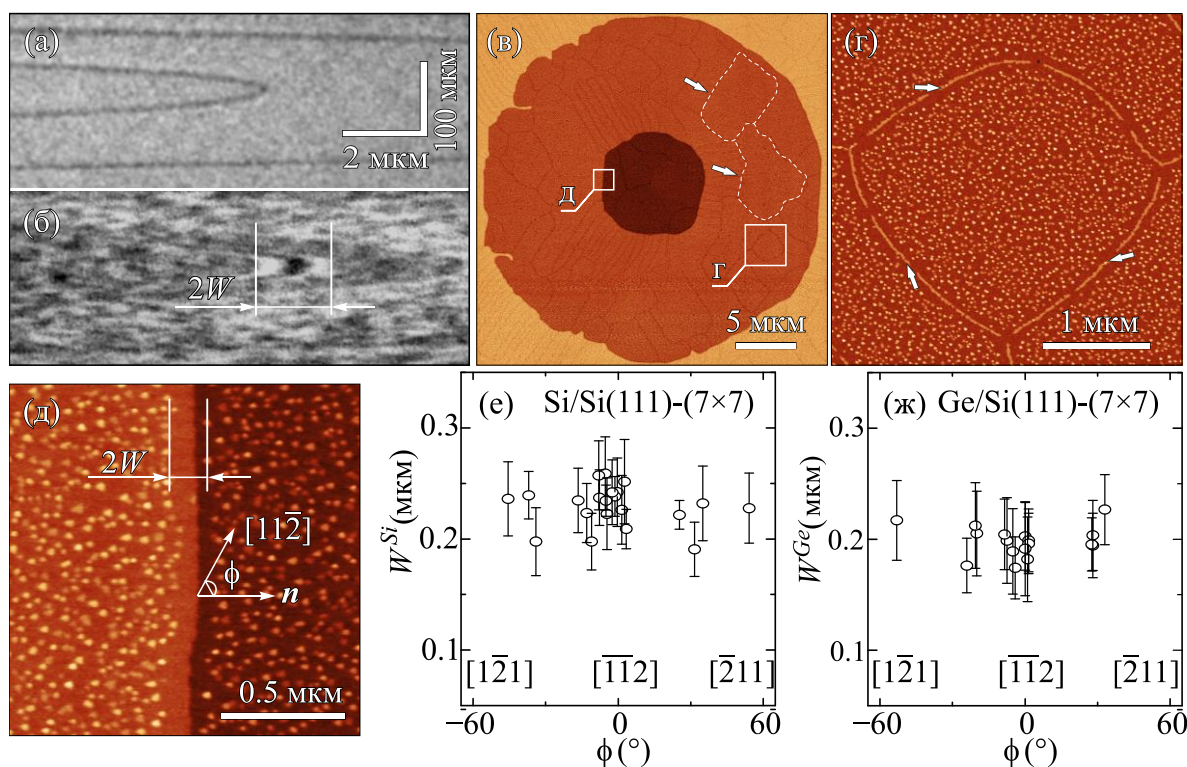 (а)
100 мкм
2 мкм
(б)
2W
(в)
д
г
5 мкм
(г)
1 мкм
(д)
2W
[112̅]
ϕ
n
0.5 мкм
(е) Si/Si(111)-(7×7)
0.3
0.2
0.1
W^Si (мкм)
[12̅1] [1̅1̅2] [2̅11]
−60 0 60
ϕ (°)
(ж) Ge/Si(111)-(7×7)
0.3
0.2
0.1
W^Ge (мкм)
[12̅1] [1̅1̅2] [2̅11]
−60 0 60
ϕ (°)